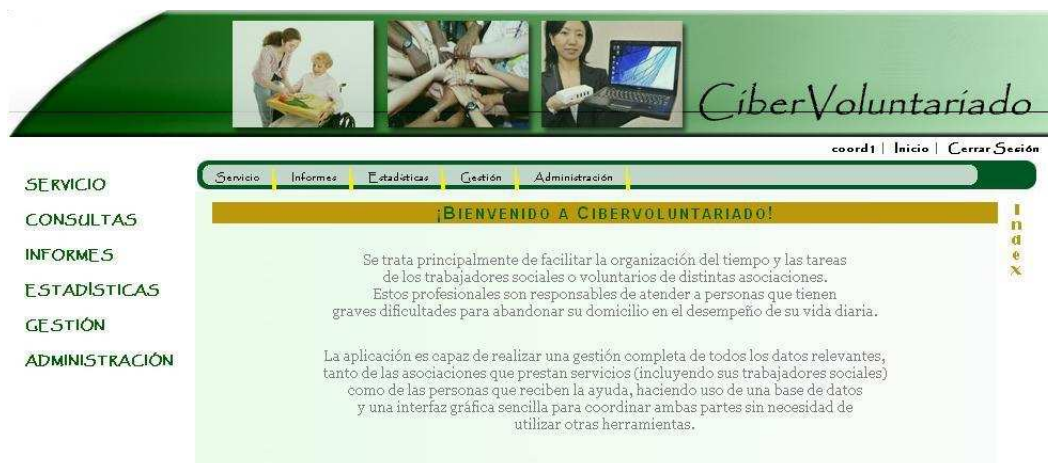 CiberVoluntariado
coord1 | Inicio | Cerrar Sesión
Servicio Informes Estadísticas Gestión Administración
SERVICIO
CONSULTAS
INFORMES
ESTADÍSTICAS
GESTIÓN
ADMINISTRACIÓN
¡BIENVENIDO A CIBERVOLUNTARIADO!
Se trata principalmente de facilitar la organización del tiempo y las tareas
de los trabajadores sociales o voluntarios de distintas asociaciones.
Estos profesionales son responsables de atender a personas que tienen
graves dificultades para abandonar su domicilio en el desempeño de su vida diaria.
La aplicación es capaz de realizar una gestión completa de todos los datos relevantes,
tanto de las asociaciones que prestan servicios (incluyendo sus trabajadores sociales)
como de las personas que reciben la ayuda, haciendo uso de una base de datos
y una interfaz gráfica sencilla para coordinar ambas partes sin necesidad de
utilizar otras herramientas.
Index